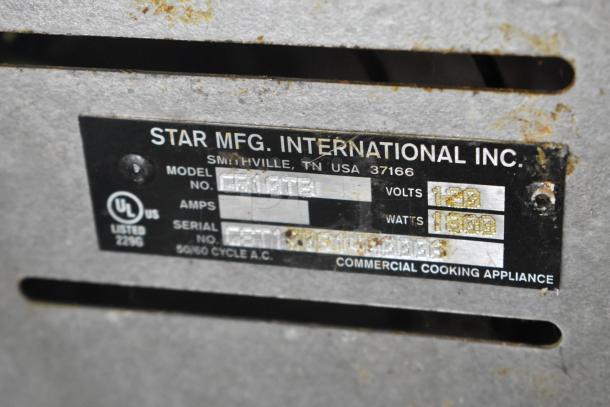 STAR MFG. INTERNATIONAL INC.
SMITHVILLE, TN USA 37166
MODEL NO.
VOLTS 120
AMPS
WATTS 1800
SERIAL NO.
UL US
LISTED
229G
50/60 CYCLE A.C.
COMMERCIAL COOKING APPLIANCE